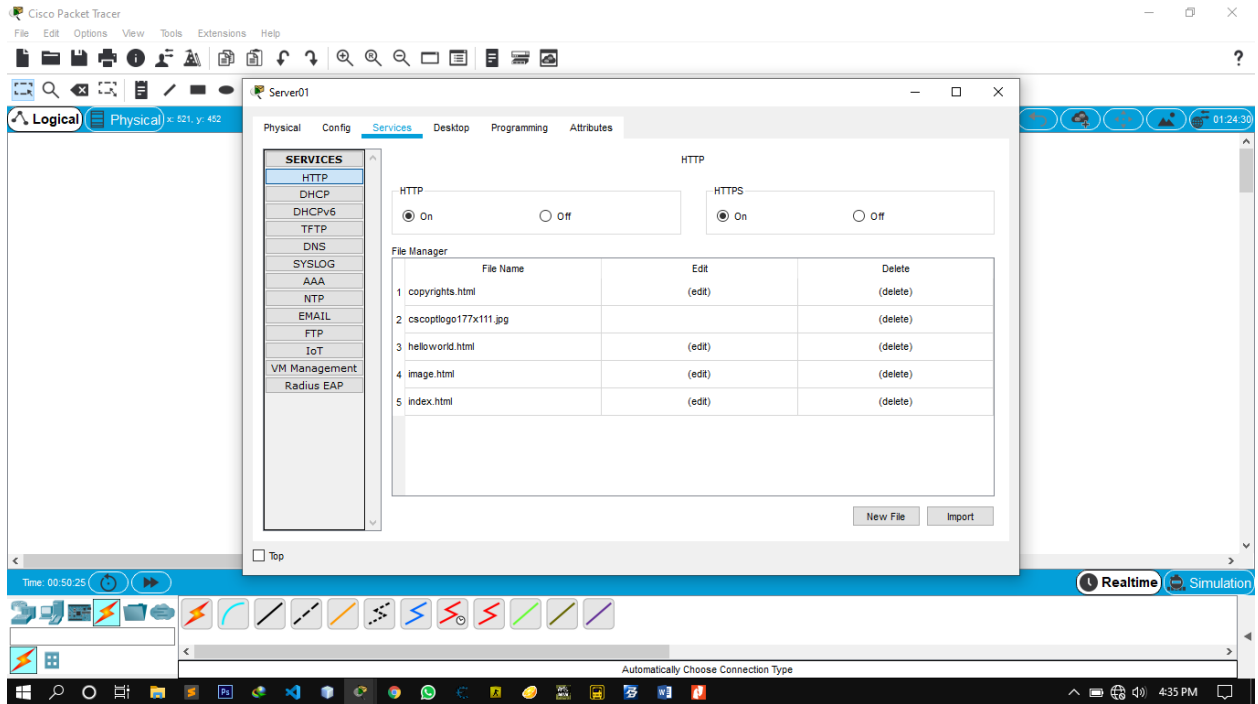 Cisco Packet Tracer
File Edit Options View Tools Extensions Help
?
Server01
Logical Physical x: 521, y: 452
01:24:30
Physical Config Services Desktop Programming Attributes
SERVICES
HTTP
DHCP
DHCPv6
TFTP
DNS
SYSLOG
AAA
NTP
EMAIL
FTP
IoT
VM Management
Radius EAP
HTTP
HTTP
On Off
HTTPS
On Off
File Manager
File Name Edit Delete
1 copyrights.html (edit) (delete)
2 cscoptlogo177x111.jpg (delete)
3 helloworld.html (edit) (delete)
4 image.html (edit) (delete)
5 index.html (edit) (delete)
New File Import
Top
Time: 00:50:25
Realtime Simulation
Automatically Choose Connection Type
Ps
4:35 PM